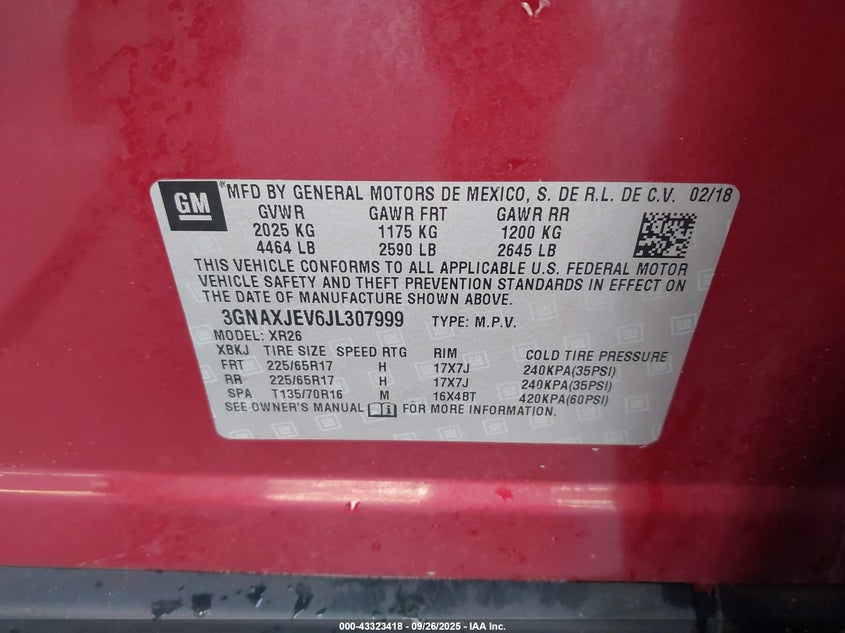 GM
®MFD BY GENERAL MOTORS DE MEXICO, S. DE R.L. DE C.V. 02/18
GVWR GAWR FRT GAWR RR
2025 KG 1175 KG 1200 KG
4464 LB 2590 LB 2645 LB
THIS VEHICLE CONFORMS TO ALL APPLICABLE U.S. FEDERAL MOTOR
VEHICLE SAFETY AND THEFT PREVENTION STANDARDS IN EFFECT ON
THE DATE OF MANUFACTURE SHOWN ABOVE.
3GNAXJEV6JL307999 TYPE: M.P.V.
MODEL: XR26
XBKJ TIRE SIZE SPEED RTG RIM COLD TIRE PRESSURE
FRT 225/65R17 H 17X7J 240KPA(35PSI)
RR 225/65R17 H 17X7J 240KPA(35PSI)
SPA T135/70R16 M 16X4BT 420KPA(60PSI)
SEE OWNER'S MANUAL FOR MORE INFORMATION.
000-43323418 - 09/26/2025 - IAA Inc.